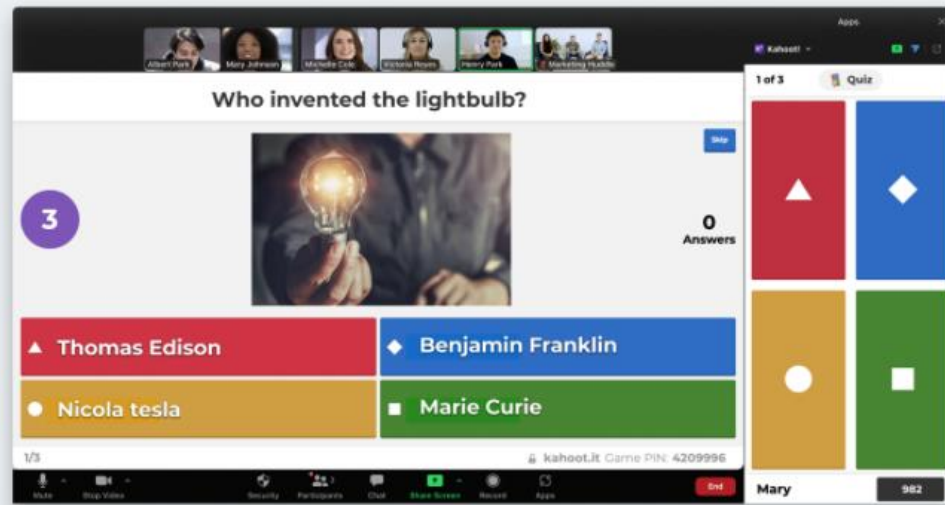 Apps
Albert Park
Mary Johnson
Michelle Cole
Victoria Reyes
Henry Park
Marketing Huddle
Kahoot!
1 of 3
Quiz
Who invented the lightbulb?
Skip
3
0
Answers
Thomas Edison
Benjamin Franklin
Nicola tesla
Marie Curie
1/3
kahoot.it Game PIN: 4209996
Mute
Stop Video
Security
Participants
Chat
Share Screen
Record
Apps
End
Mary
982